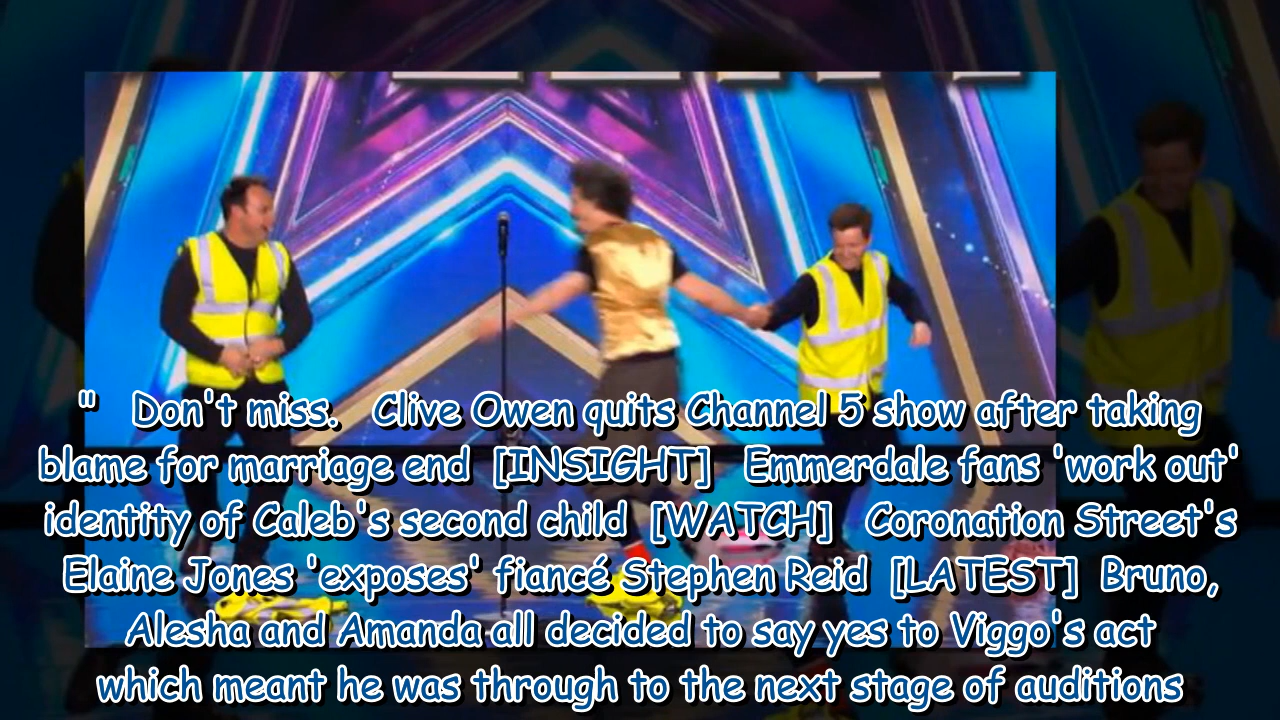 " Don't miss. Clive Owen quits Channel 5 show after taking
blame for marriage end [INSIGHT] Emmerdale fans 'work out'
identity of Caleb's second child [WATCH] Coronation Street's
Elaine Jones 'exposes' fiancé Stephen Reid [LATEST] Bruno,
Alesha and Amanda all decided to say yes to Viggo's act
which meant he was through to the next stage of auditions